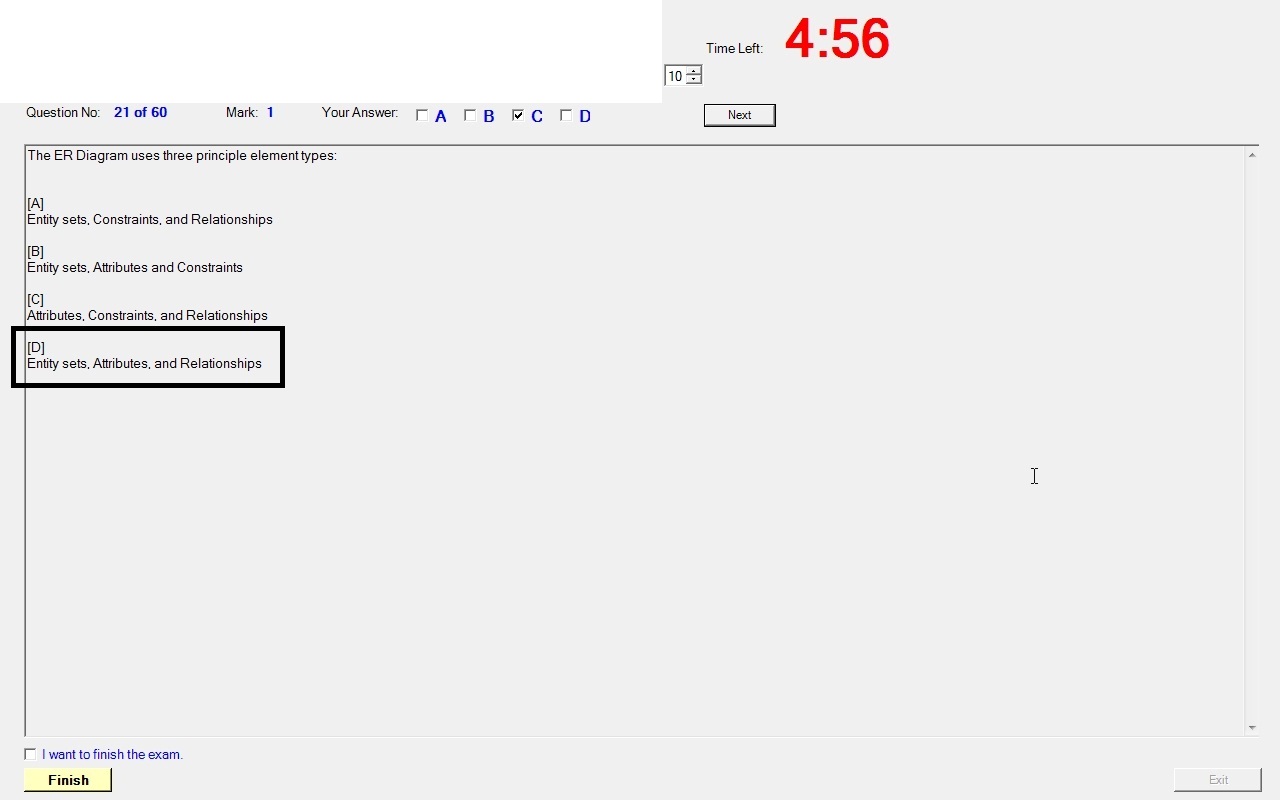 Time Left: 4:56
10
Question No: 21 of 60 Mark: 1 Your Answer: A B C D Next
The ER Diagram uses three principle element types:
[A]
Entity sets, Constraints, and Relationships
[B]
Entity sets, Attributes and Constraints
[C]
Attributes, Constraints, and Relationships
[D]
Entity sets, Attributes, and Relationships
I want to finish the exam.
Finish Exit